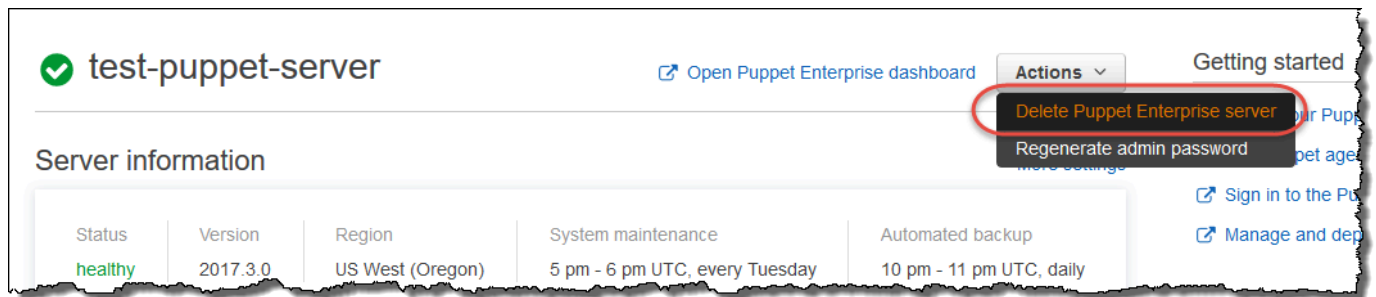 test-puppet-server
Open Puppet Enterprise dashboard
Actions
Getting started
Delete Puppet Enterprise server
Regenerate admin password
Server information
Sign in to the
Manage and
Status Version Region System maintenance Automated backup
healthy 2017.3.0 US West (Oregon) 5 pm - 6 pm UTC, every Tuesday 10 pm - 11 pm UTC, daily